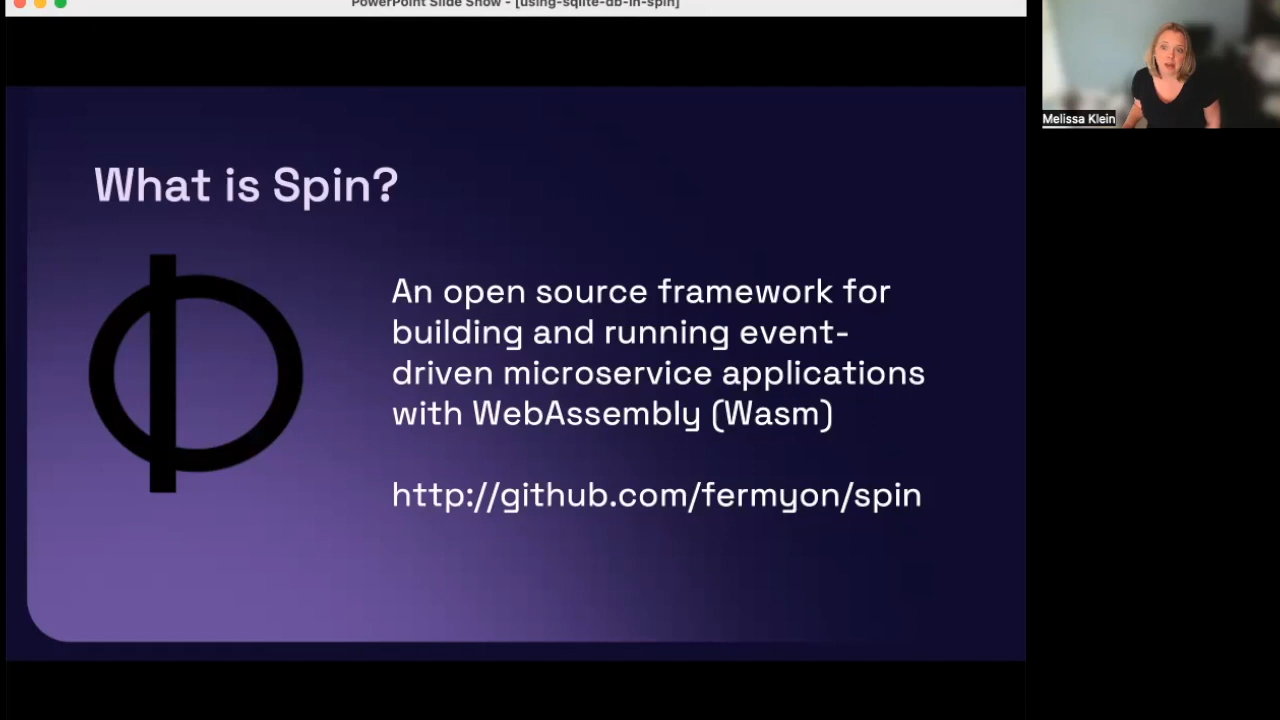 PowerPoint Slide Show - [using-sqlite-db-in-spin]
Melissa Klein
What is Spin?
An open source framework for
building and running event-
driven microservice applications
with WebAssembly (Wasm)
http://github.com/fermyon/spin